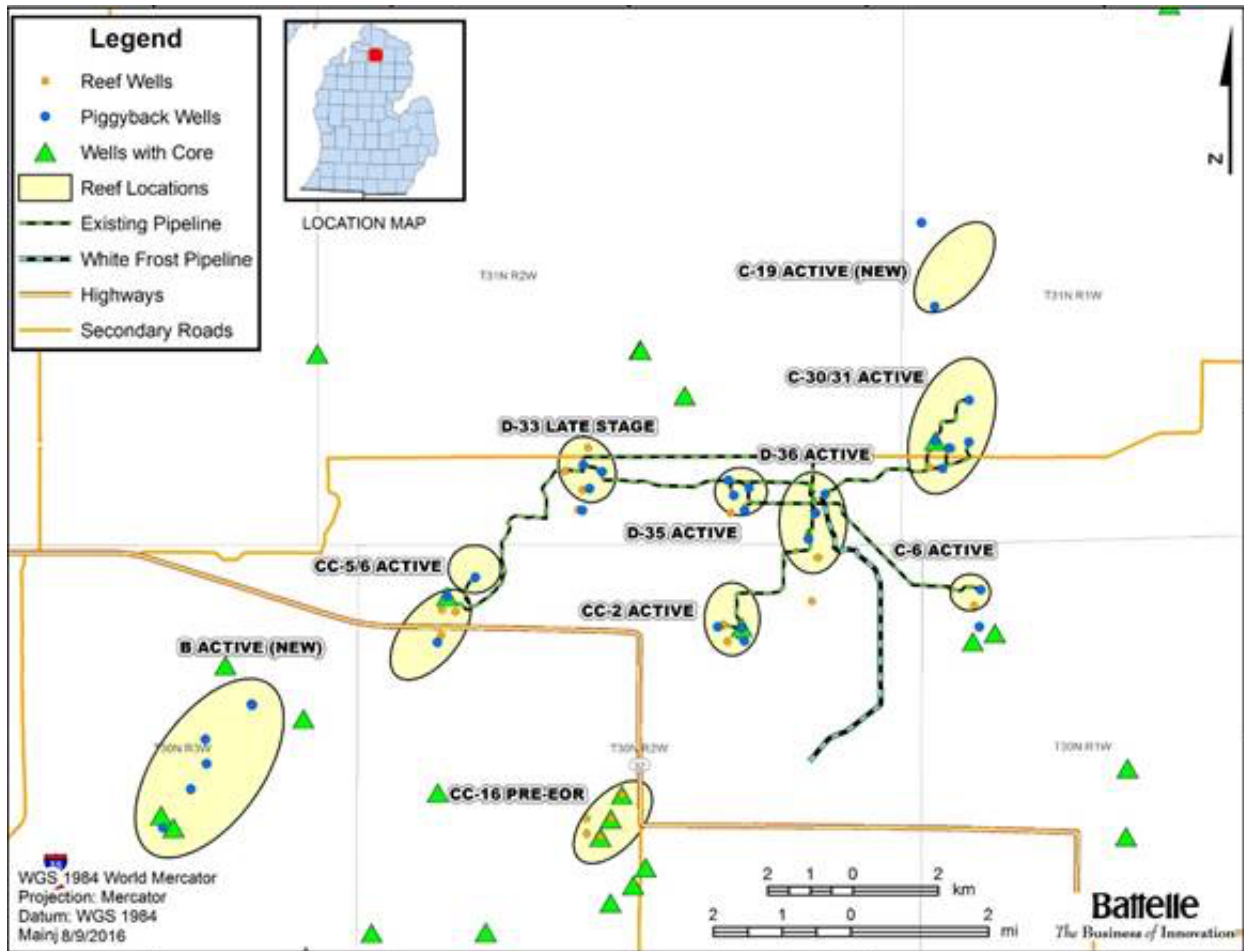 Legend
Reef Wells
Piggyback Wells
Wells with Core
Reef Locations
Existing Pipeline
White Frost Pipeline
Highways
Secondary Roads
LOCATION MAP
N
T31N R2W
C-19 ACTIVE (NEW)
T31N R1W
C-30/31 ACTIVE
D-33 LATE STAGE
D-36 ACTIVE
D-35 ACTIVE
CC-5/6 ACTIVE
C-6 ACTIVE
CC-2 ACTIVE
B ACTIVE (NEW)
T30N R3W
T30N R2W
T30N R1W
CC-16 PRE-EOR
WGS 1984 World Mercator
Projection: Mercator
Datum: WGS 1984
Mainj 8/9/2016
2 1 0 2
km
2 1 0 2
mi
Battelle
The Business of Innovation